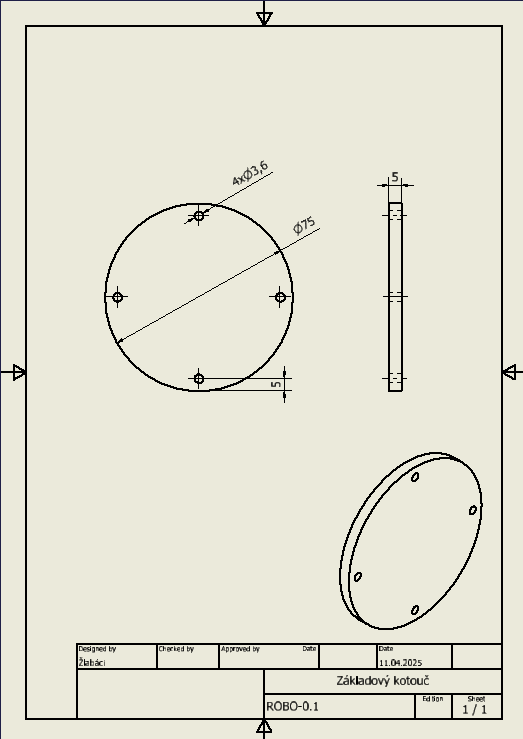 4xØ3,6
5
Ø75
5
Designed by Checked by Approved by Date Date
Žlabáci 11.04.2025
Základový kotouč
ROBO-0.1 Edition Sheet
1 / 1